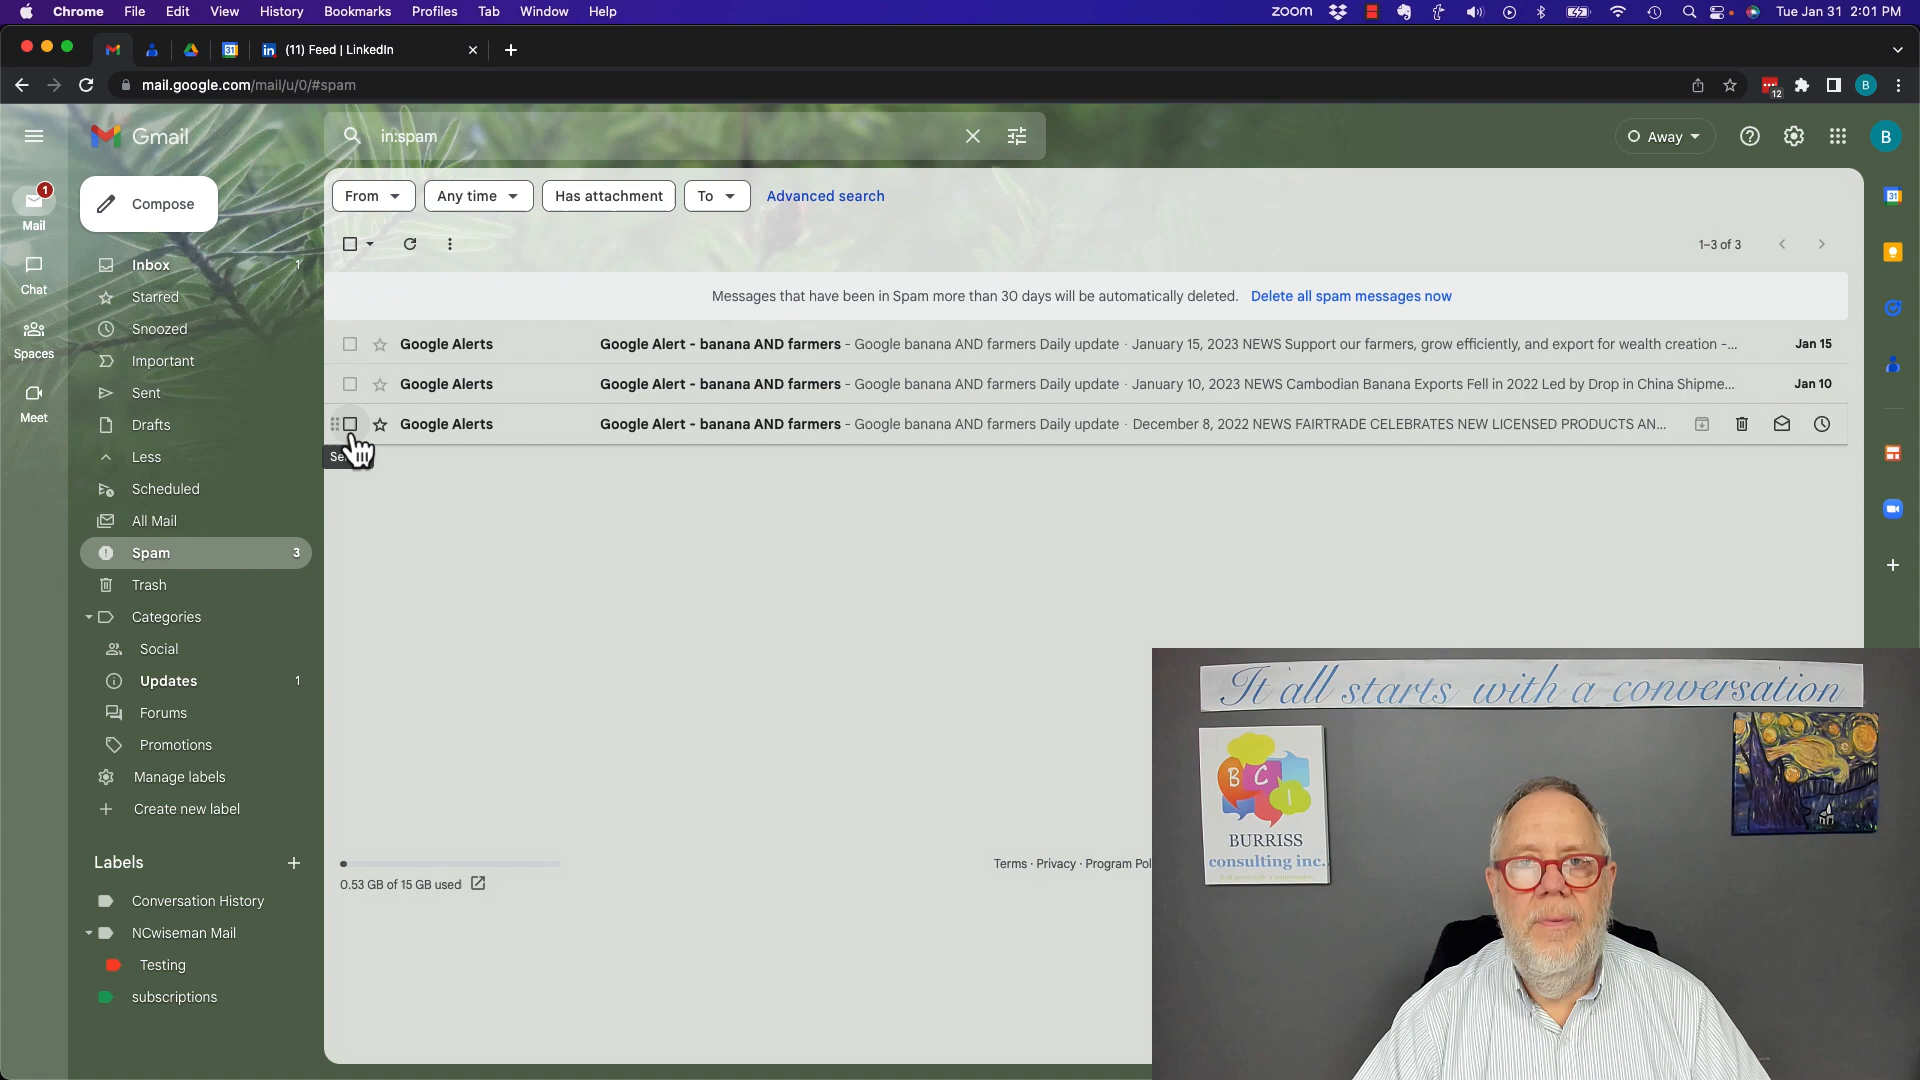 Chrome File Edit View History Bookmarks Profiles Tab Window Help zoom Tue Jan 31 2:01 PM
31 in (11) Feed | LinkedIn
mail.google.com/mail/u/0/#spam 12 B
Gmail in:spam Away B
From Any time Has attachment To Advanced search
1 Mail Compose
1–3 of 3
Inbox 1
Chat
Starred
Messages that have been in Spam more than 30 days will be automatically deleted. Delete all spam messages now
Snoozed
Spaces
Google Alerts Google Alert - banana AND farmers - Google banana AND farmers Daily update · January 15, 2023 NEWS Support our farmers, grow efficiently, and export for wealth creation -... Jan 15
Important
Google Alerts Google Alert - banana AND farmers - Google banana AND farmers Daily update · January 10, 2023 NEWS Cambodian Banana Exports Fell in 2022 Led by Drop in China Shipme... Jan 10
Sent
Meet
Drafts
Google Alerts Google Alert - banana AND farmers - Google banana AND farmers Daily update · December 8, 2022 NEWS FAIRTRADE CELEBRATES NEW LICENSED PRODUCTS AN...
Less
Scheduled
All Mail
Spam 3
Trash
Categories
Social
Updates 1
Forums
Promotions
Manage labels
Create new label
Labels
Conversation History
NCwiseman Mail
Testing
subscriptions
0.53 GB of 15 GB used
Terms · Privacy · Program Pol
It all starts with a conversation
B C I
BURRISS
consulting inc.